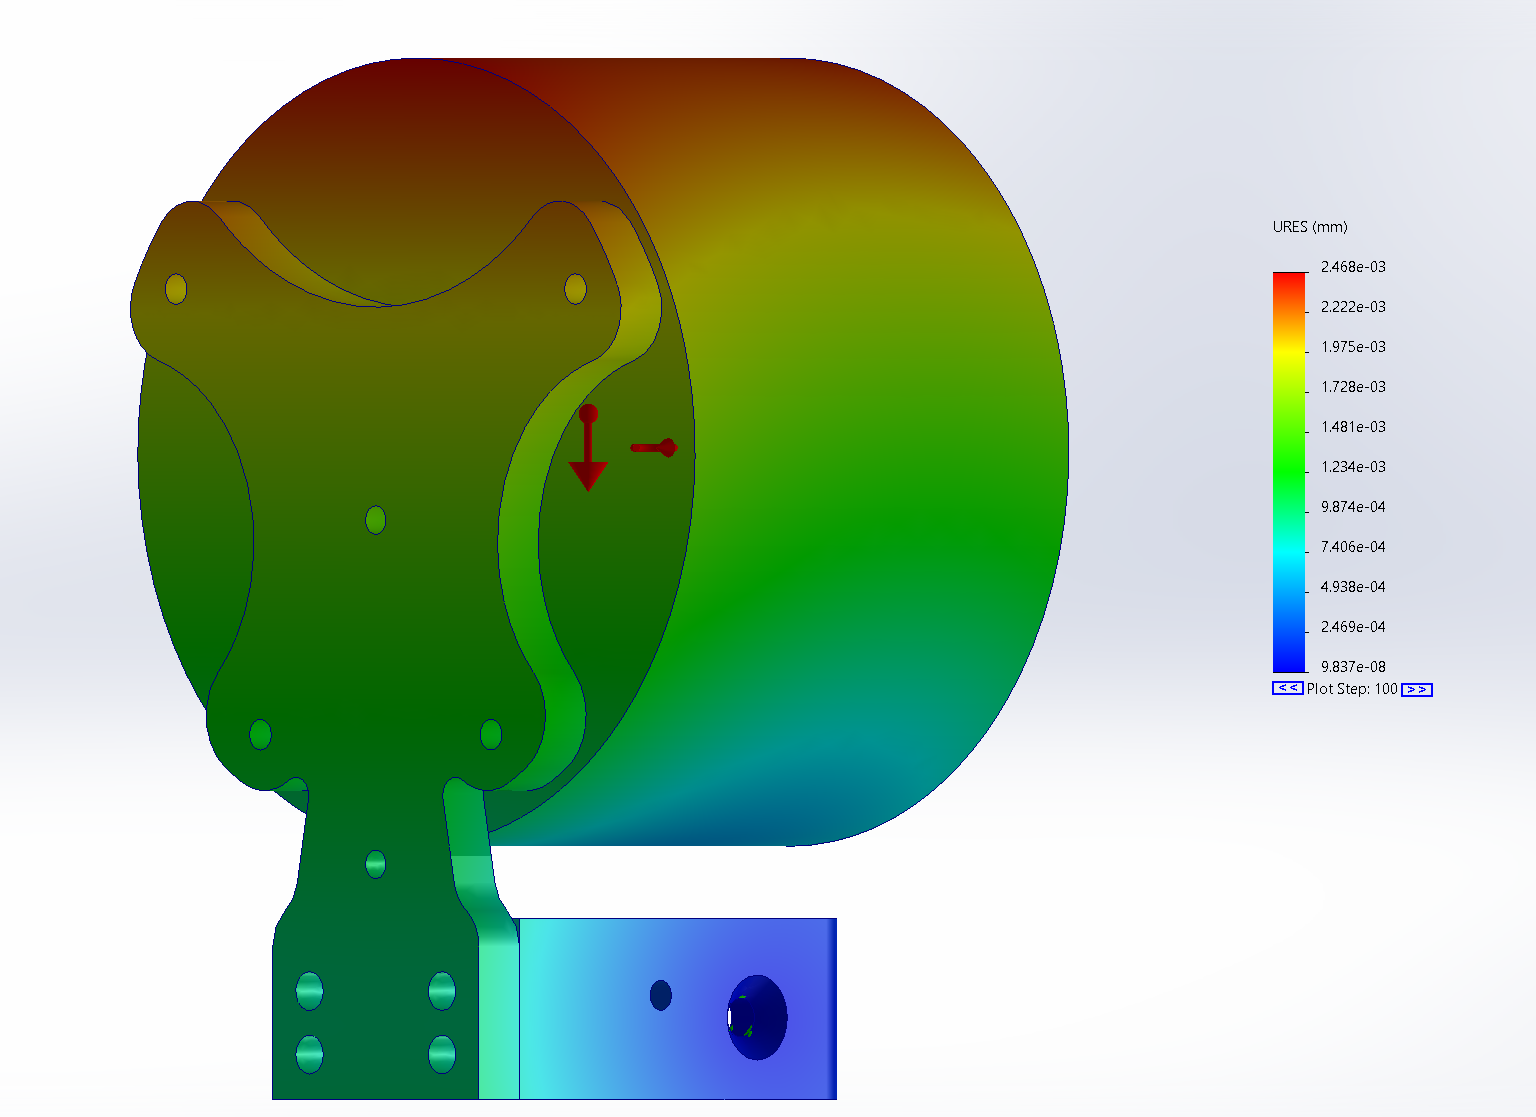 URES (mm)
2.468e-03
2.222e-03
1.975e-03
1.728e-03
1.481e-03
1.234e-03
9.874e-04
7.406e-04
4.938e-04
2.469e-04
9.837e-08
<< Plot Step: 100 >>